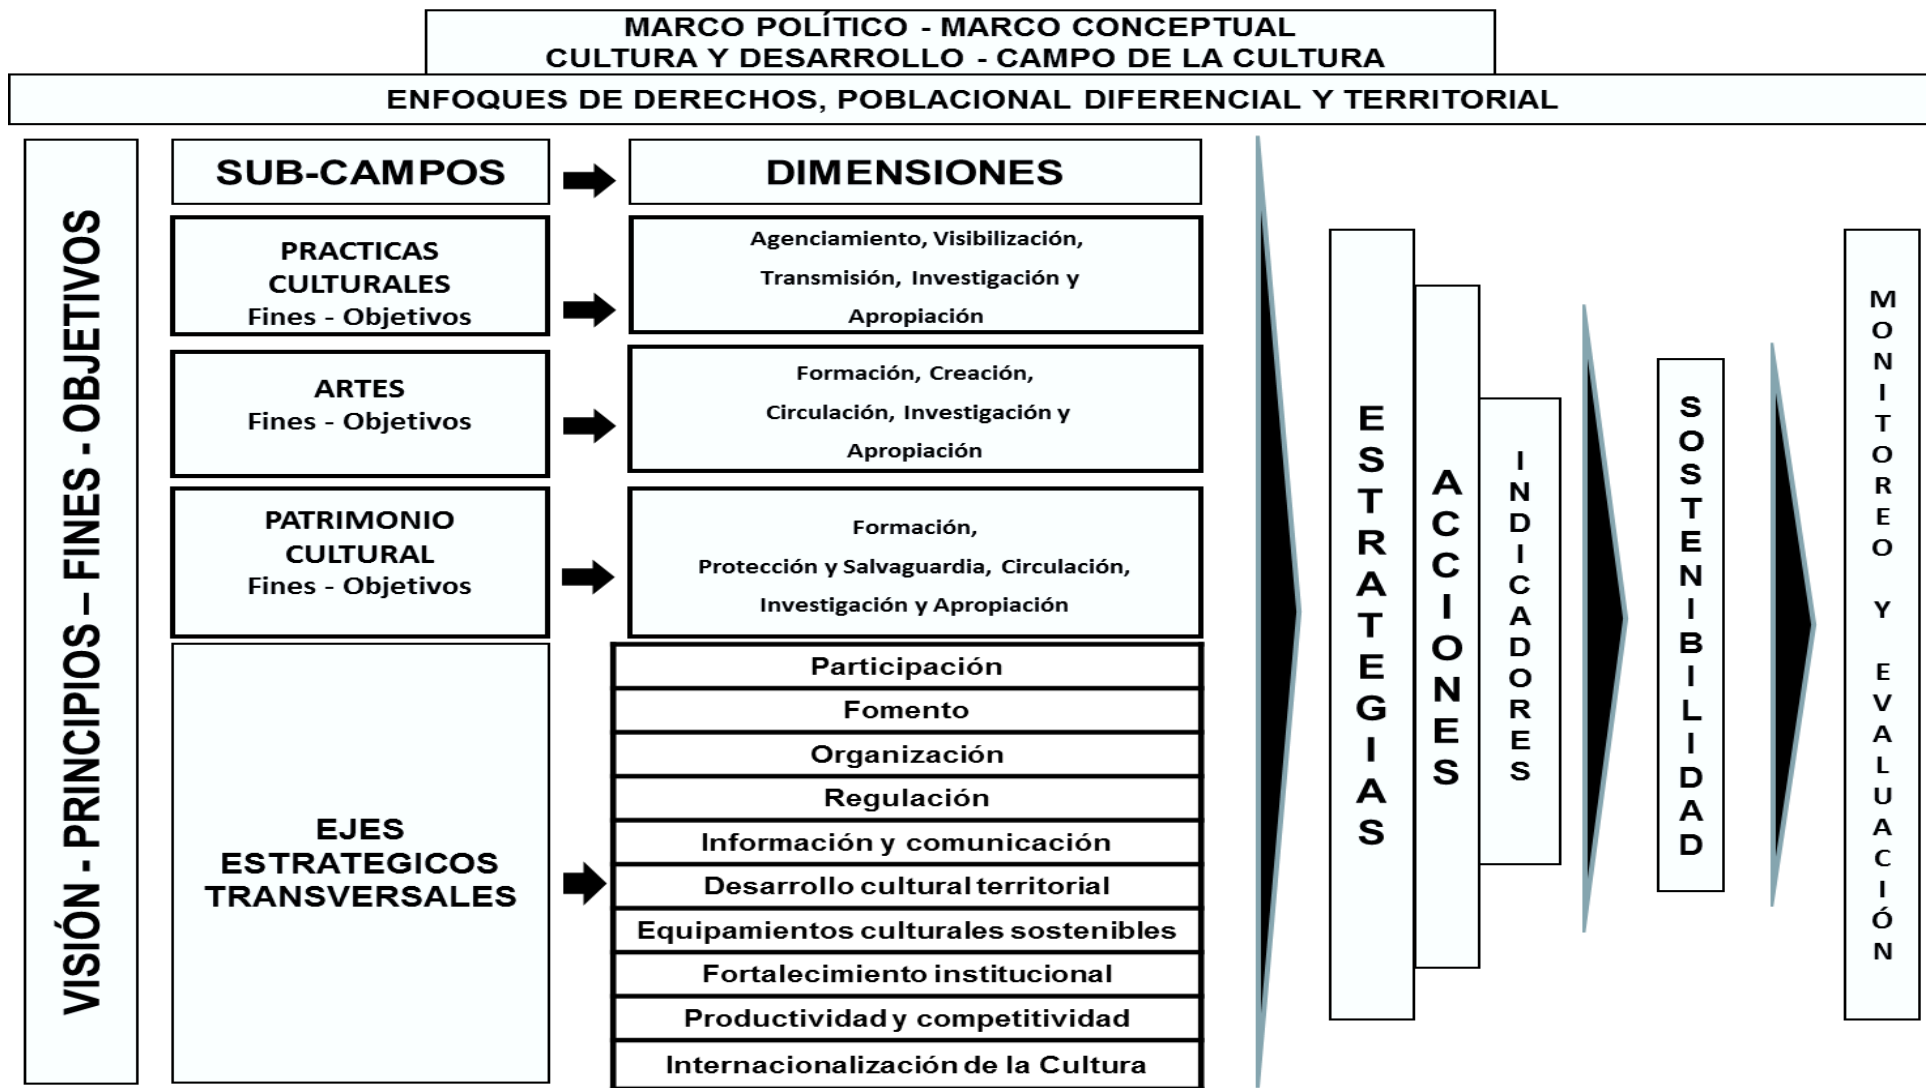 MARCO POLÍTICO - MARCO CONCEPTUAL
CULTURA Y DESARROLLO - CAMPO DE LA CULTURA
ENFOQUES DE DERECHOS, POBLACIONAL DIFERENCIAL Y TERRITORIAL
VISIÓN - PRINCIPIOS – FINES - OBJETIVOS
SUB-CAMPOS
DIMENSIONES
PRACTICAS
CULTURALES
Fines - Objetivos
Agenciamiento, Visibilización,
Transmisión, Investigación y
Apropiación
ARTES
Fines - Objetivos
Formación, Creación,
Circulación, Investigación y
Apropiación
PATRIMONIO
CULTURAL
Fines - Objetivos
Formación,
Protección y Salvaguardia, Circulación,
Investigación y Apropiación
EJES
ESTRATEGICOS
TRANSVERSALES
Participación
Fomento
Organización
Regulación
Información y comunicación
Desarrollo cultural territorial
Equipamientos culturales sostenibles
Fortalecimiento institucional
Productividad y competitividad
Internacionalización de la Cultura
ESTRATEGIAS
ACCIONES
INDICADORES
SOSTENIBILIDAD
MONITOREO Y EVALUACIÓN